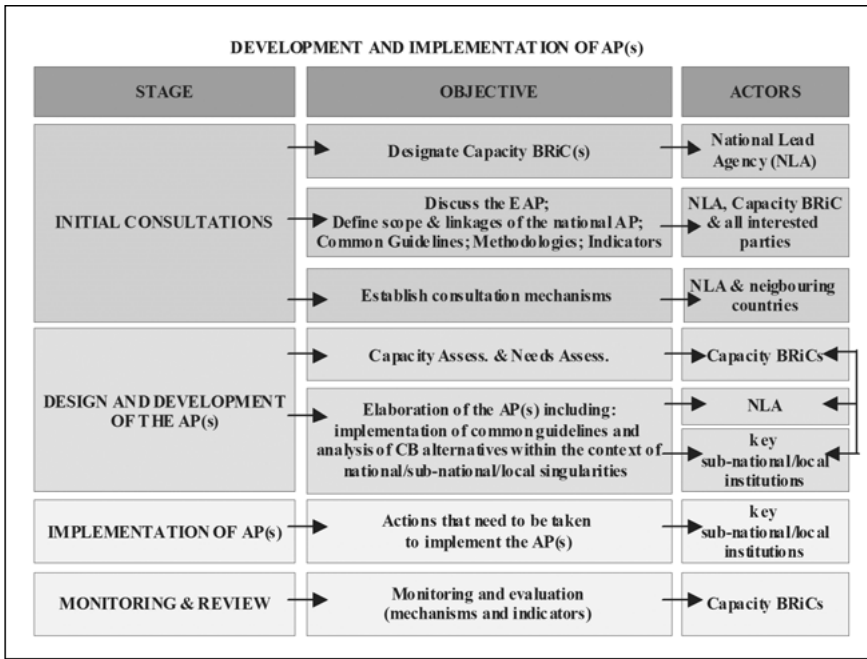 DEVELOPMENT AND IMPLEMENTATION OF AP(s)
STAGE
OBJECTIVE
ACTORS
INITIAL CONSULTATIONS
Designate Capacity BRiC(s)
National Lead
Agency (NLA)
Discuss the EAP;
Define scope & linkages of the national AP;
Common Guidelines; Methodologies; Indicators
NLA, Capacity BRiC
& all interested
parties
Establish consultation mechanisms
NLA & neigbouring
countries
DESIGN AND DEVELOPMENT
OF THE AP(s)
Capacity Assess. & Needs Assess.
Capacity BRiCs
Elaboration of the AP(s) including:
implementation of common guidelines and
analysis of CB alternatives within the context of
national/sub-national/local singularities
NLA
key
sub-national/local
institutions
IMPLEMENTATION OF AP(s)
Actions that need to be taken
to implement the AP(s)
key
sub-national/local
institutions
MONITORING & REVIEW
Monitoring and evaluation
(mechanisms and indicators)
Capacity BRiCs